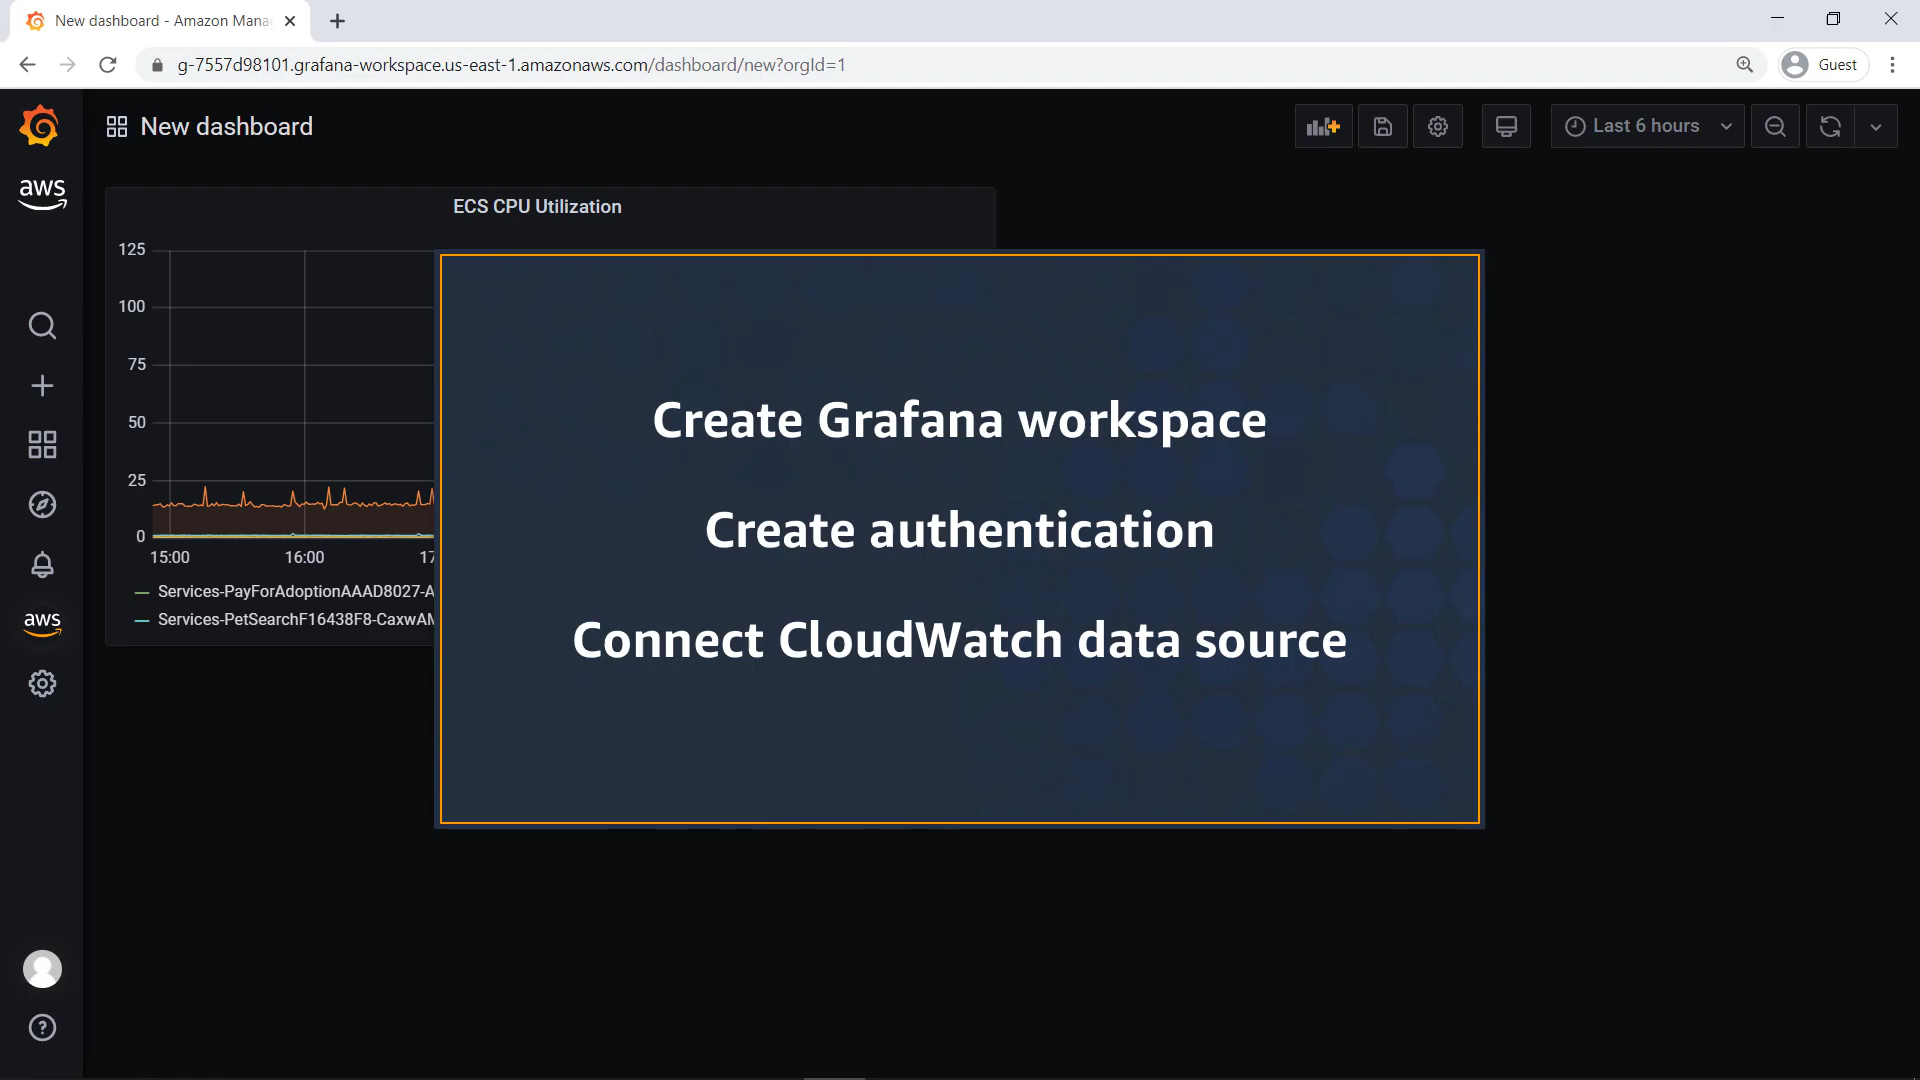 New dashboard - Amazon Mana
g-7557d98101.grafana-workspace.us-east-1.amazonaws.com/dashboard/new?orgId=1
Guest
aws
New dashboard
Last 6 hours
ECS CPU Utilization
125
100
75
50
25
0
15:00 16:00 17
Services-PayForAdoptionAAAD8027-A
Services-PetSearchF16438F8-CaxwAM
Create Grafana workspace
Create authentication
Connect CloudWatch data source
aws